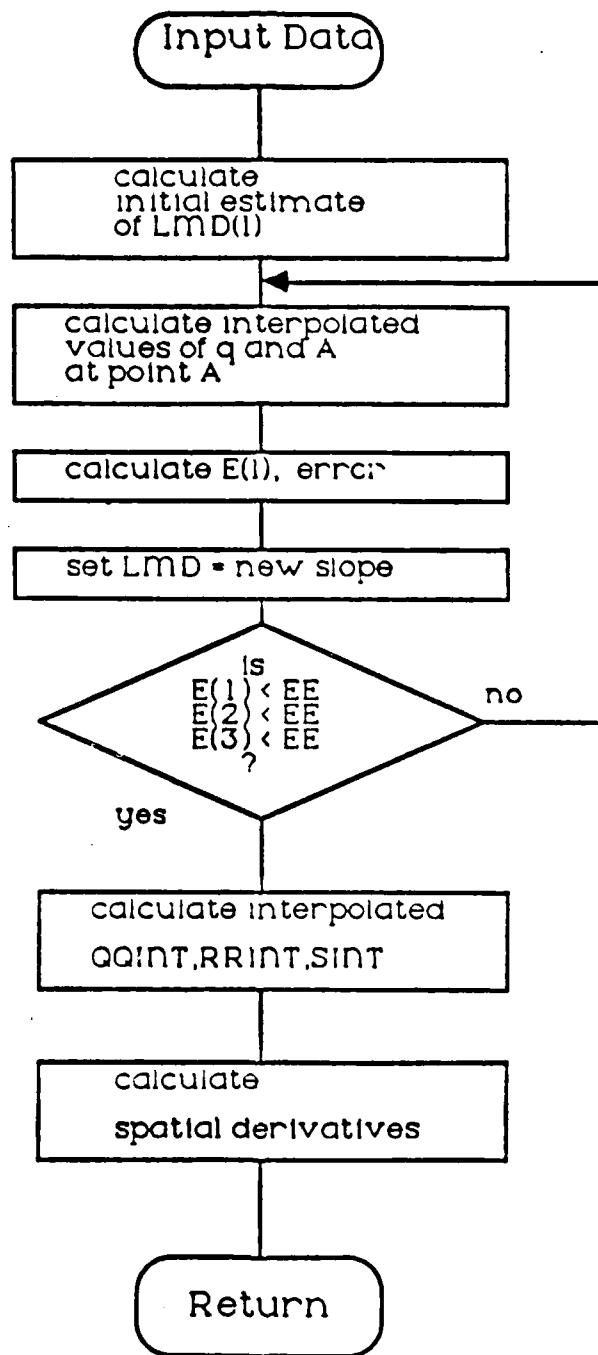 Input Data
calculate
initial estimate
of LMD(I)
calculate interpolated
values of q and A
at point A
calculate E(I), error
set LMD = new slope
is
E(1) < EE
E(2) < EE
E(3) < EE
?
no
yes
calculate interpolated
QQINT,RRINT,SINT
calculate
spatial derivatives
Return